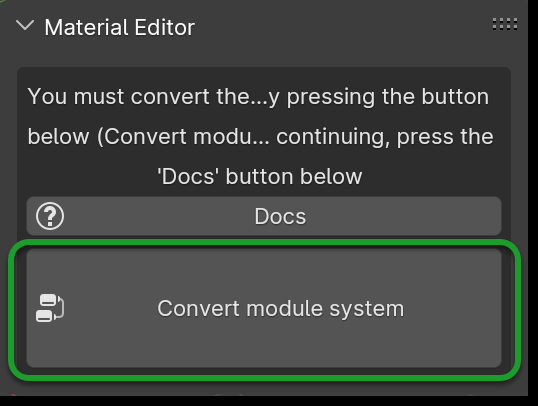 Material Editor
You must convert the...y pressing the button
below (Convert modu... continuing, press the
'Docs' button below
Docs
Convert module system